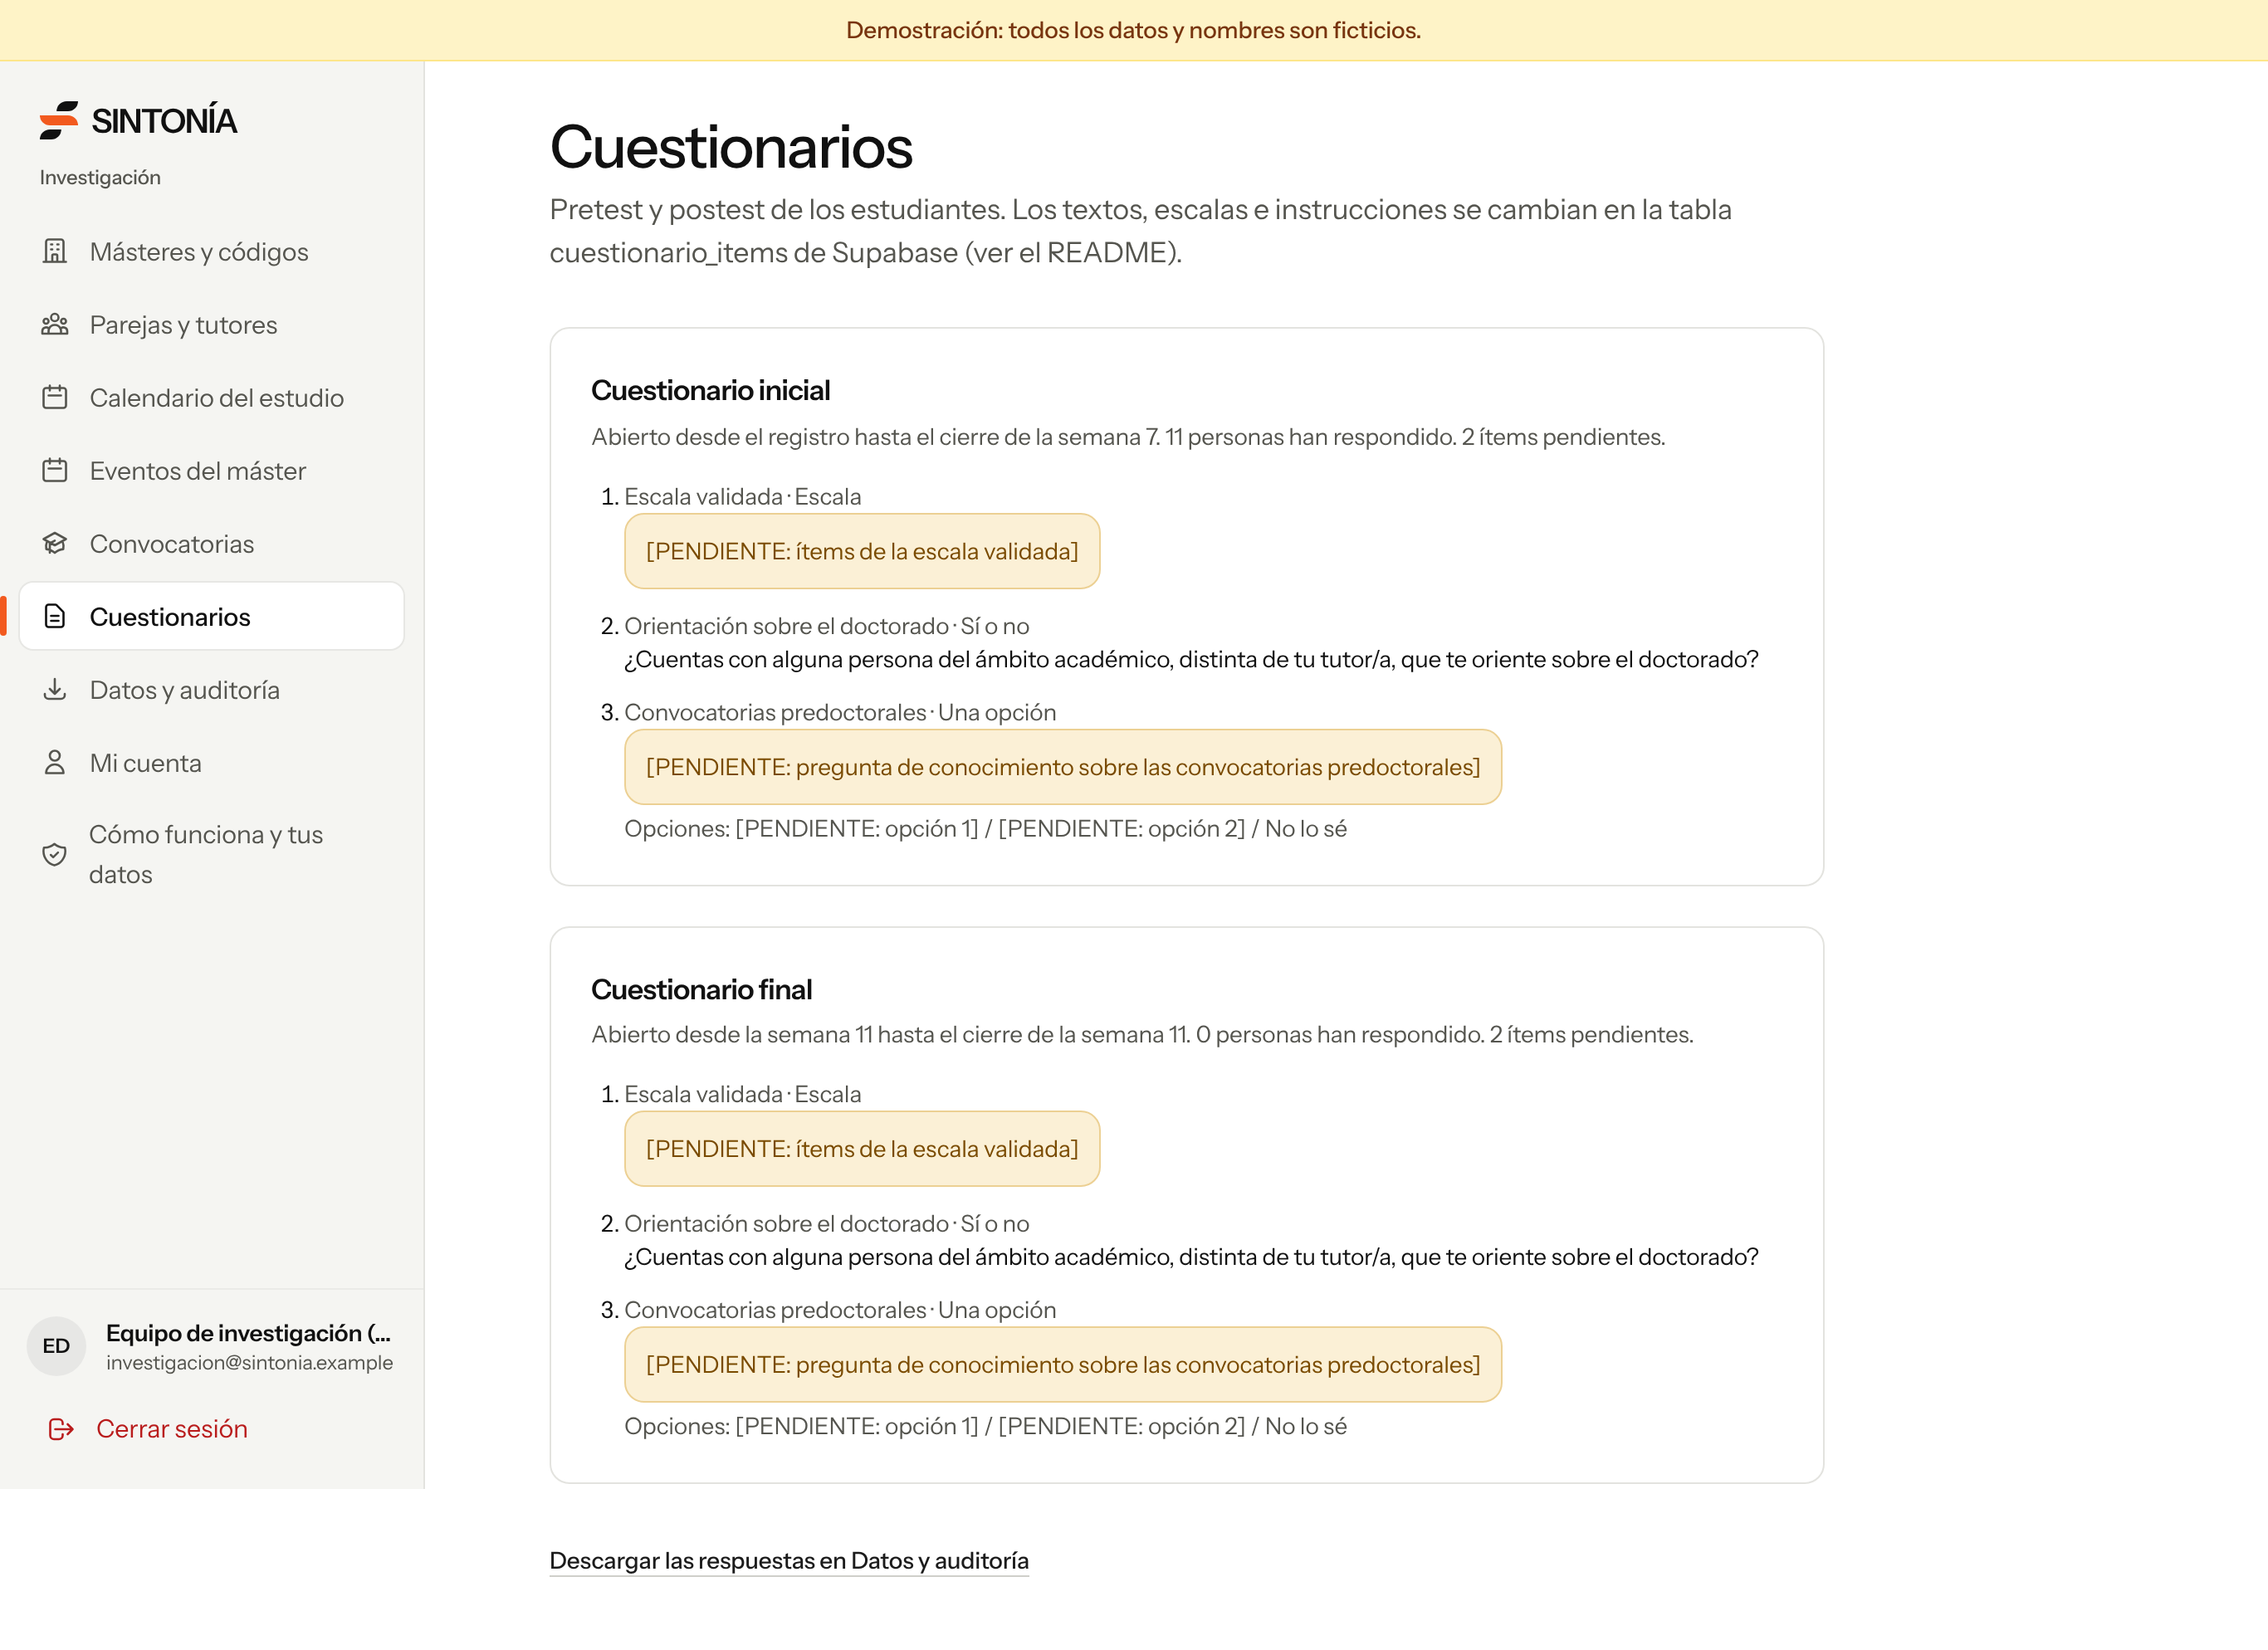 Demostración: todos los datos y nombres son ficticios.
SINTONÍA
Investigación
Másteres y códigos
Parejas y tutores
Calendario del estudio
Eventos del máster
Convocatorias
Cuestionarios
Datos y auditoría
Mi cuenta
Cómo funciona y tus
datos
ED
Equipo de investigación (...
investigacion@sintonia.example
Cerrar sesión
Cuestionarios
Pretest y postest de los estudiantes. Los textos, escalas e instrucciones se cambian en la tabla
cuestionario_items de Supabase (ver el README).
Cuestionario inicial
Abierto desde el registro hasta el cierre de la semana 7. 11 personas han respondido. 2 ítems pendientes.
1. Escala validada · Escala
[PENDIENTE: ítems de la escala validada]
2. Orientación sobre el doctorado · Sí o no
¿Cuentas con alguna persona del ámbito académico, distinta de tu tutor/a, que te oriente sobre el doctorado?
3. Convocatorias predoctorales · Una opción
[PENDIENTE: pregunta de conocimiento sobre las convocatorias predoctorales]
Opciones: [PENDIENTE: opción 1] / [PENDIENTE: opción 2] / No lo sé
Cuestionario final
Abierto desde la semana 11 hasta el cierre de la semana 11. 0 personas han respondido. 2 ítems pendientes.
1. Escala validada · Escala
[PENDIENTE: ítems de la escala validada]
2. Orientación sobre el doctorado · Sí o no
¿Cuentas con alguna persona del ámbito académico, distinta de tu tutor/a, que te oriente sobre el doctorado?
3. Convocatorias predoctorales · Una opción
[PENDIENTE: pregunta de conocimiento sobre las convocatorias predoctorales]
Opciones: [PENDIENTE: opción 1] / [PENDIENTE: opción 2] / No lo sé
Descargar las respuestas en Datos y auditoría